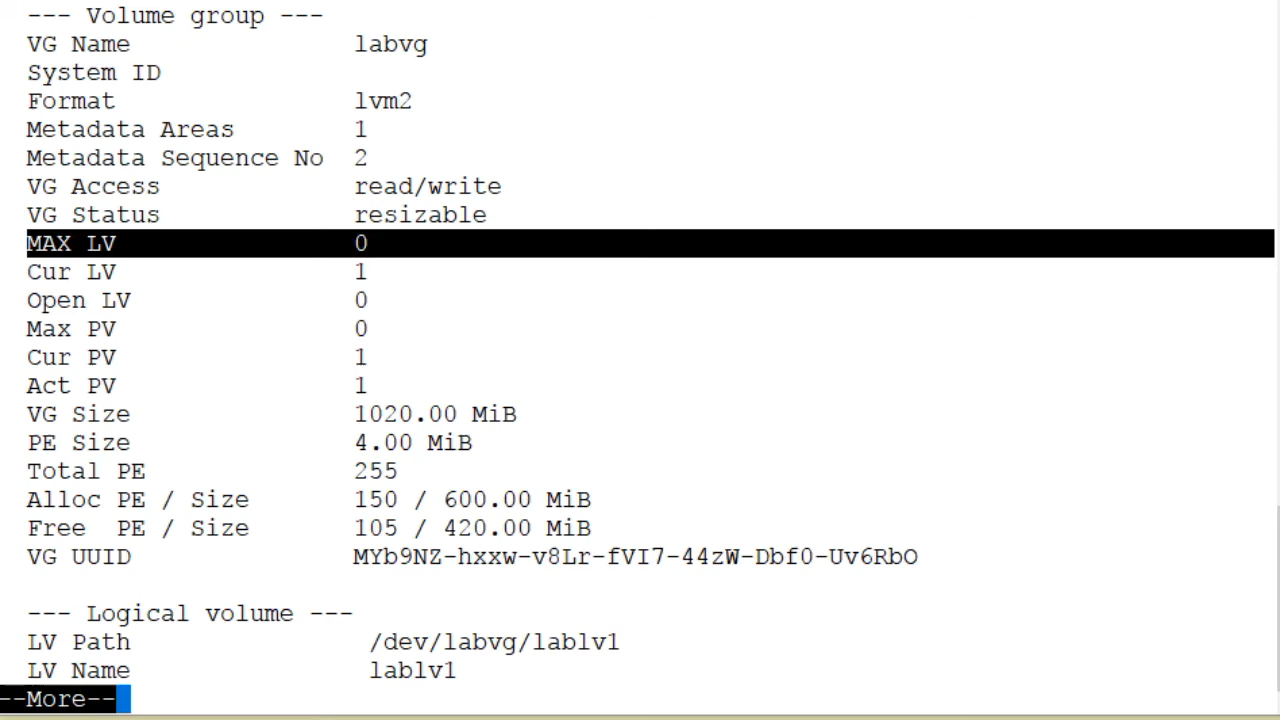 --- Volume group ---
VG Name labvg
System ID
Format lvm2
Metadata Areas 1
Metadata Sequence No 2
VG Access read/write
VG Status resizable
MAX LV 0
Cur LV 1
Open LV 0
Max PV 0
Cur PV 1
Act PV 1
VG Size 1020.00 MiB
PE Size 4.00 MiB
Total PE 255
Alloc PE / Size 150 / 600.00 MiB
Free PE / Size 105 / 420.00 MiB
VG UUID MYb9NZ-hxxw-v8Lr-fVI7-44zW-Dbf0-Uv6RbO
--- Logical volume ---
LV Path /dev/labvg/lablv1
LV Name lablv1
--More--